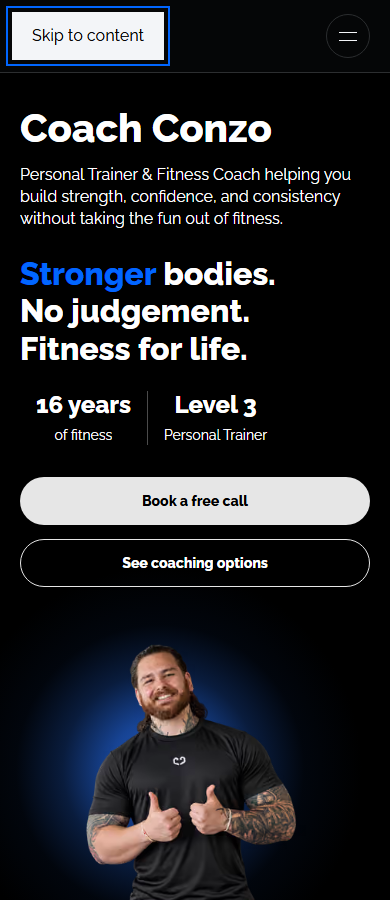 Skip to content
Coach Conzo
Personal Trainer & Fitness Coach helping you
build strength, confidence, and consistency
without taking the fun out of fitness.
Stronger bodies.
No judgement.
Fitness for life.
16 years
of fitness
Level 3
Personal Trainer
Book a free call
See coaching options